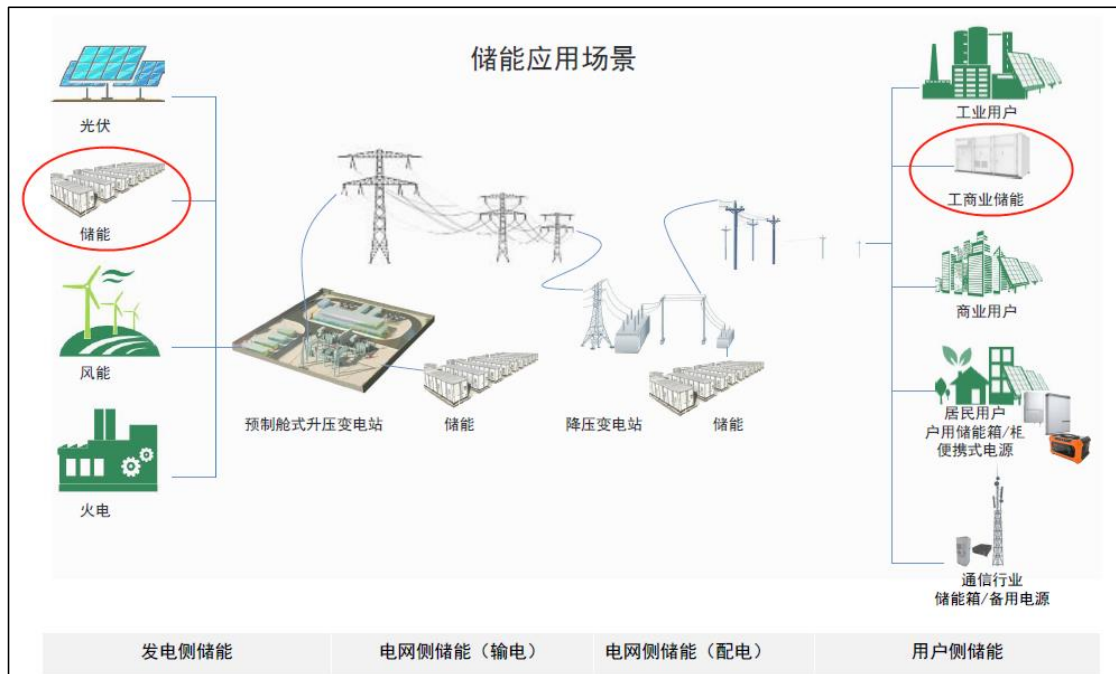 储能应用场景
光伏
储能
风能
火电
预制舱式升压变电站
储能
降压变电站
储能
工业用户
工商业储能
商业用户
居民用户
户用储能箱/柜
便携式电源
通信行业
储能箱/备用电源
发电侧储能
电网侧储能（输电）
电网侧储能（配电）
用户侧储能